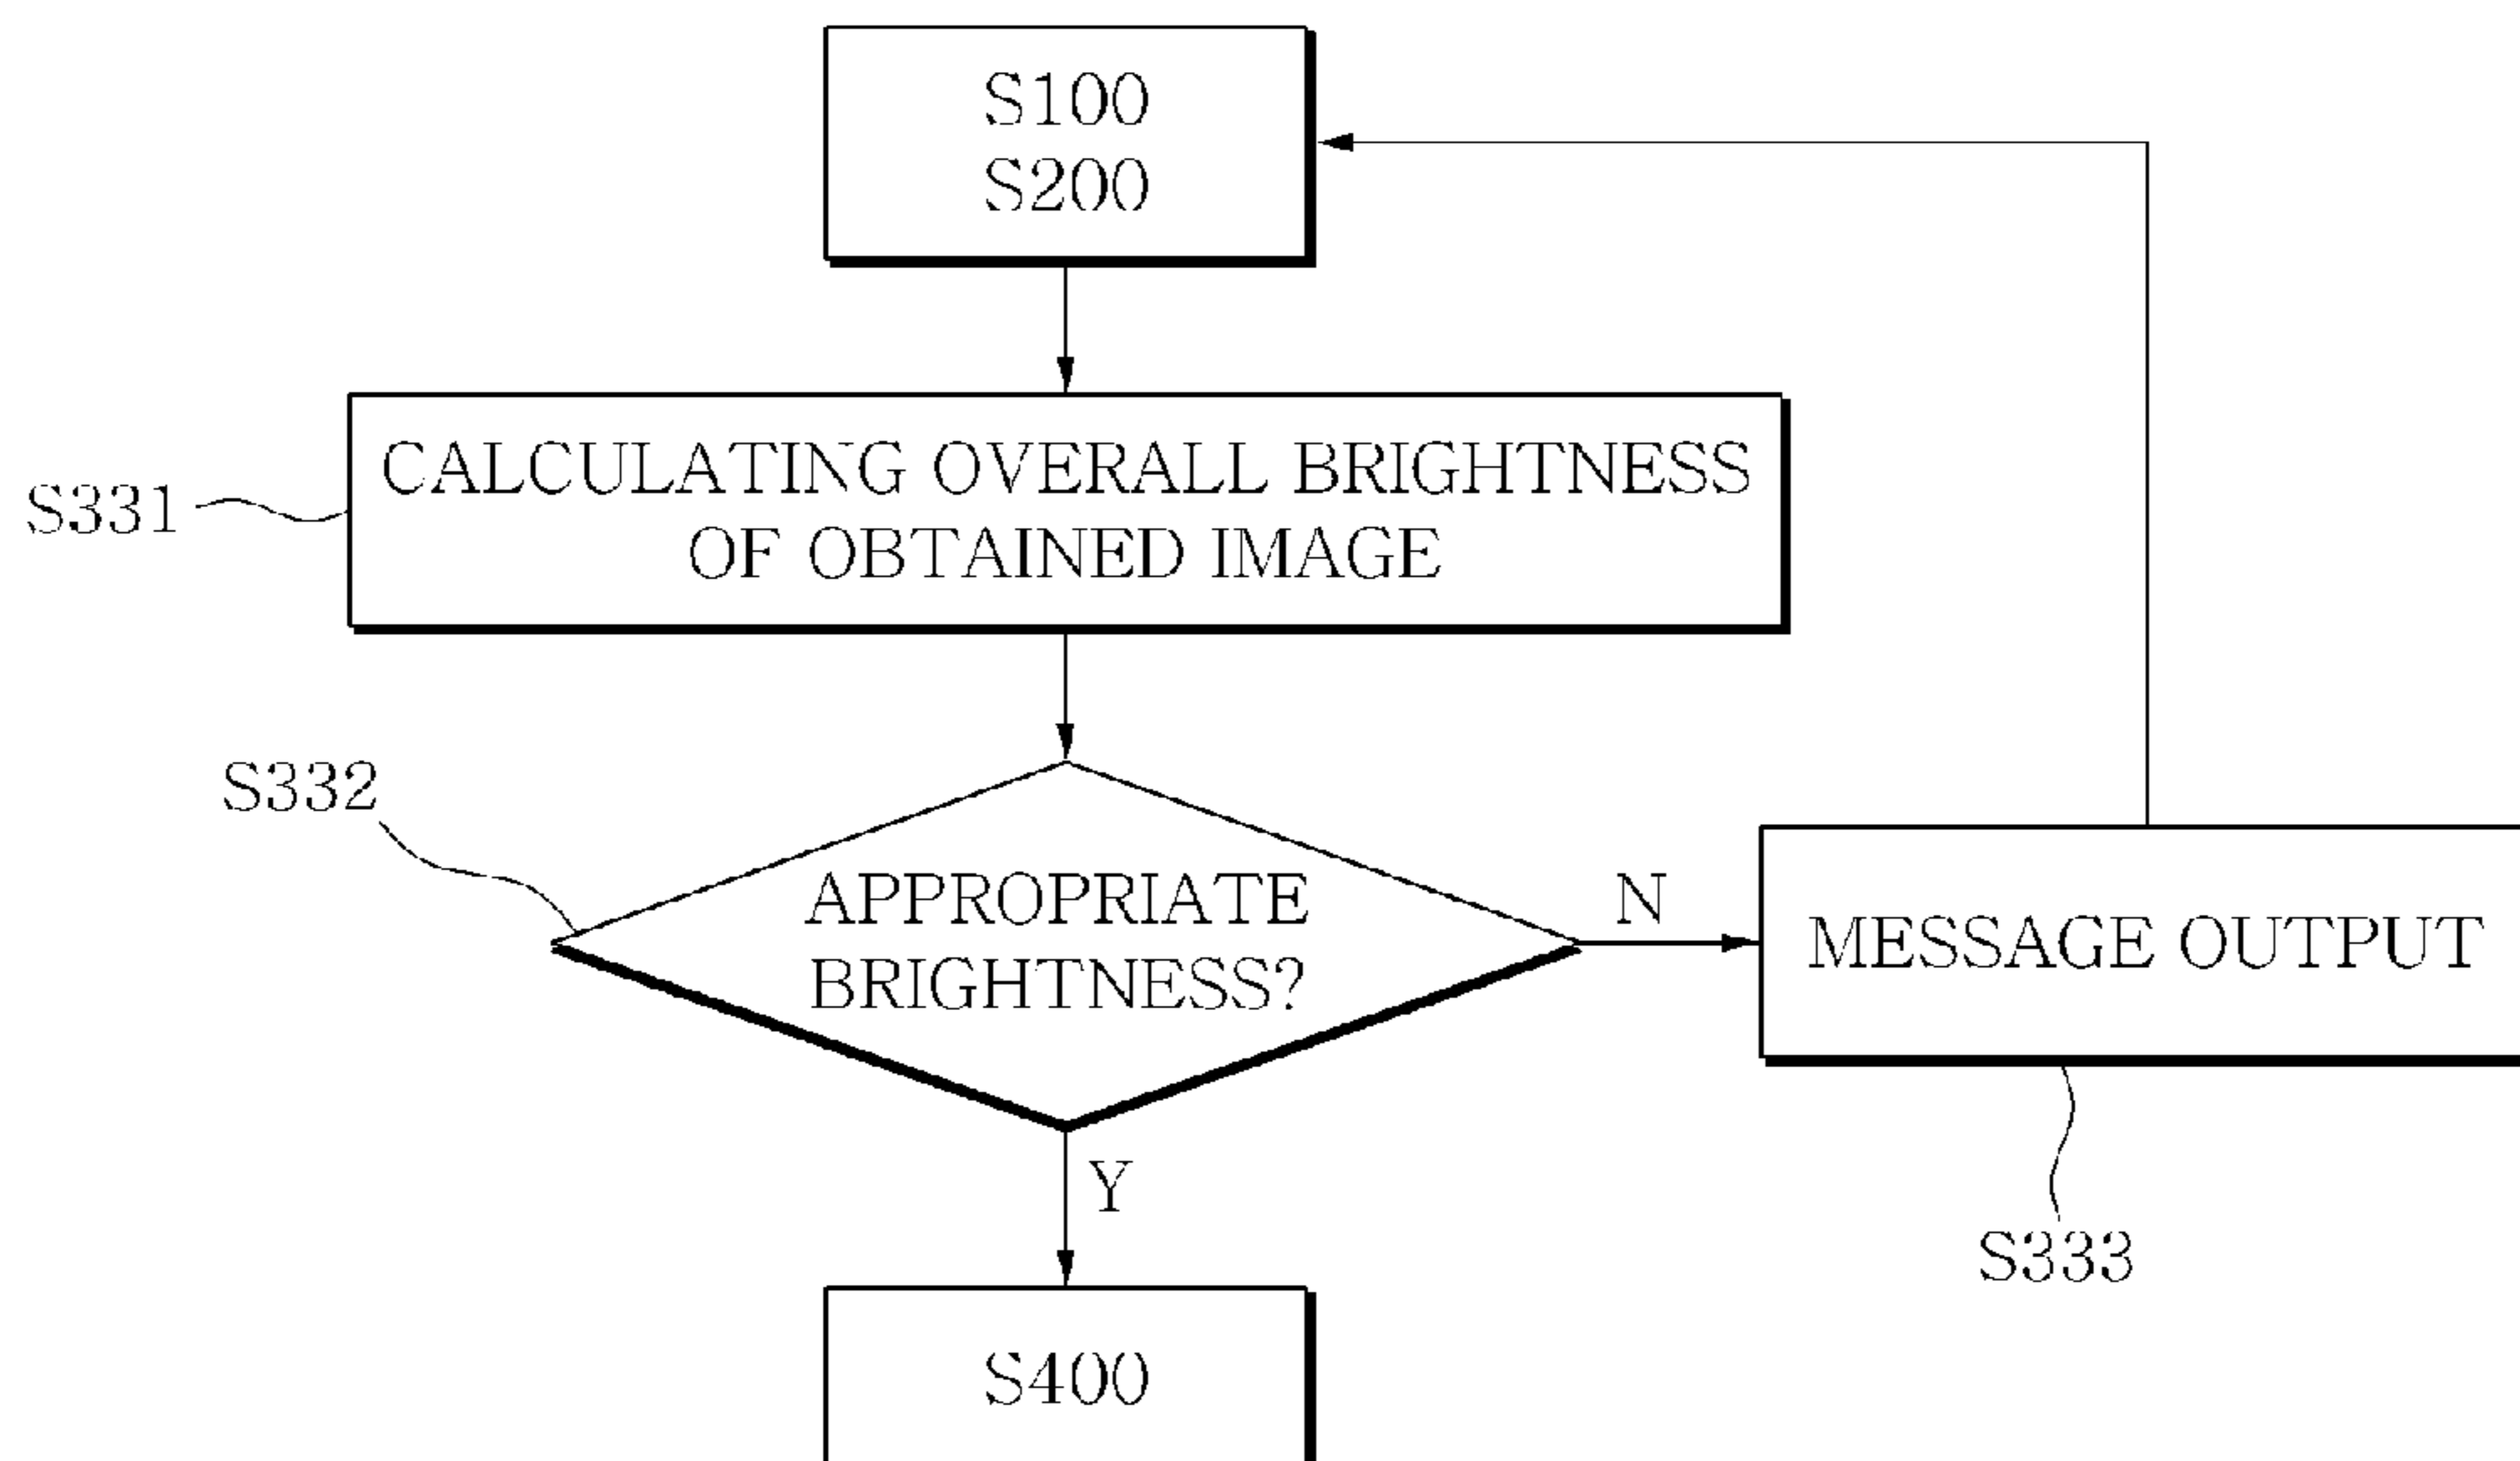 S100
S200
CALCULATING OVERALL BRIGHTNESS
OF OBTAINED IMAGE
S331
S332
APPROPRIATE
BRIGHTNESS?
N
MESSAGE OUTPUT
Y
S333
S400